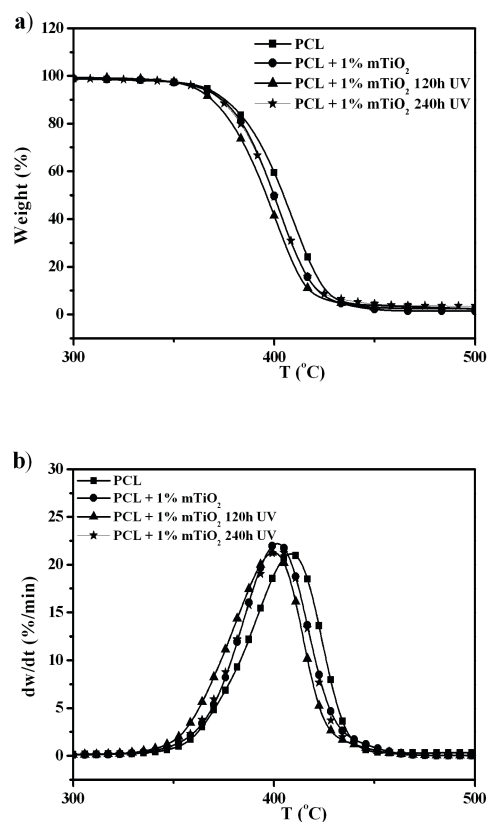 a)
120
100
80
60
40
20
0
Weight (%)
PCL
PCL + 1% mTiO₂
PCL + 1% mTiO₂ 120h UV
PCL + 1% mTiO₂ 240h UV
300
400
500
T (°C)
b)
30
25
20
15
10
5
0
dw/dt (%/min)
PCL
PCL + 1% mTiO₂
PCL + 1% mTiO₂ 120h UV
PCL + 1% mTiO₂ 240h UV
300
400
500
T (°C)